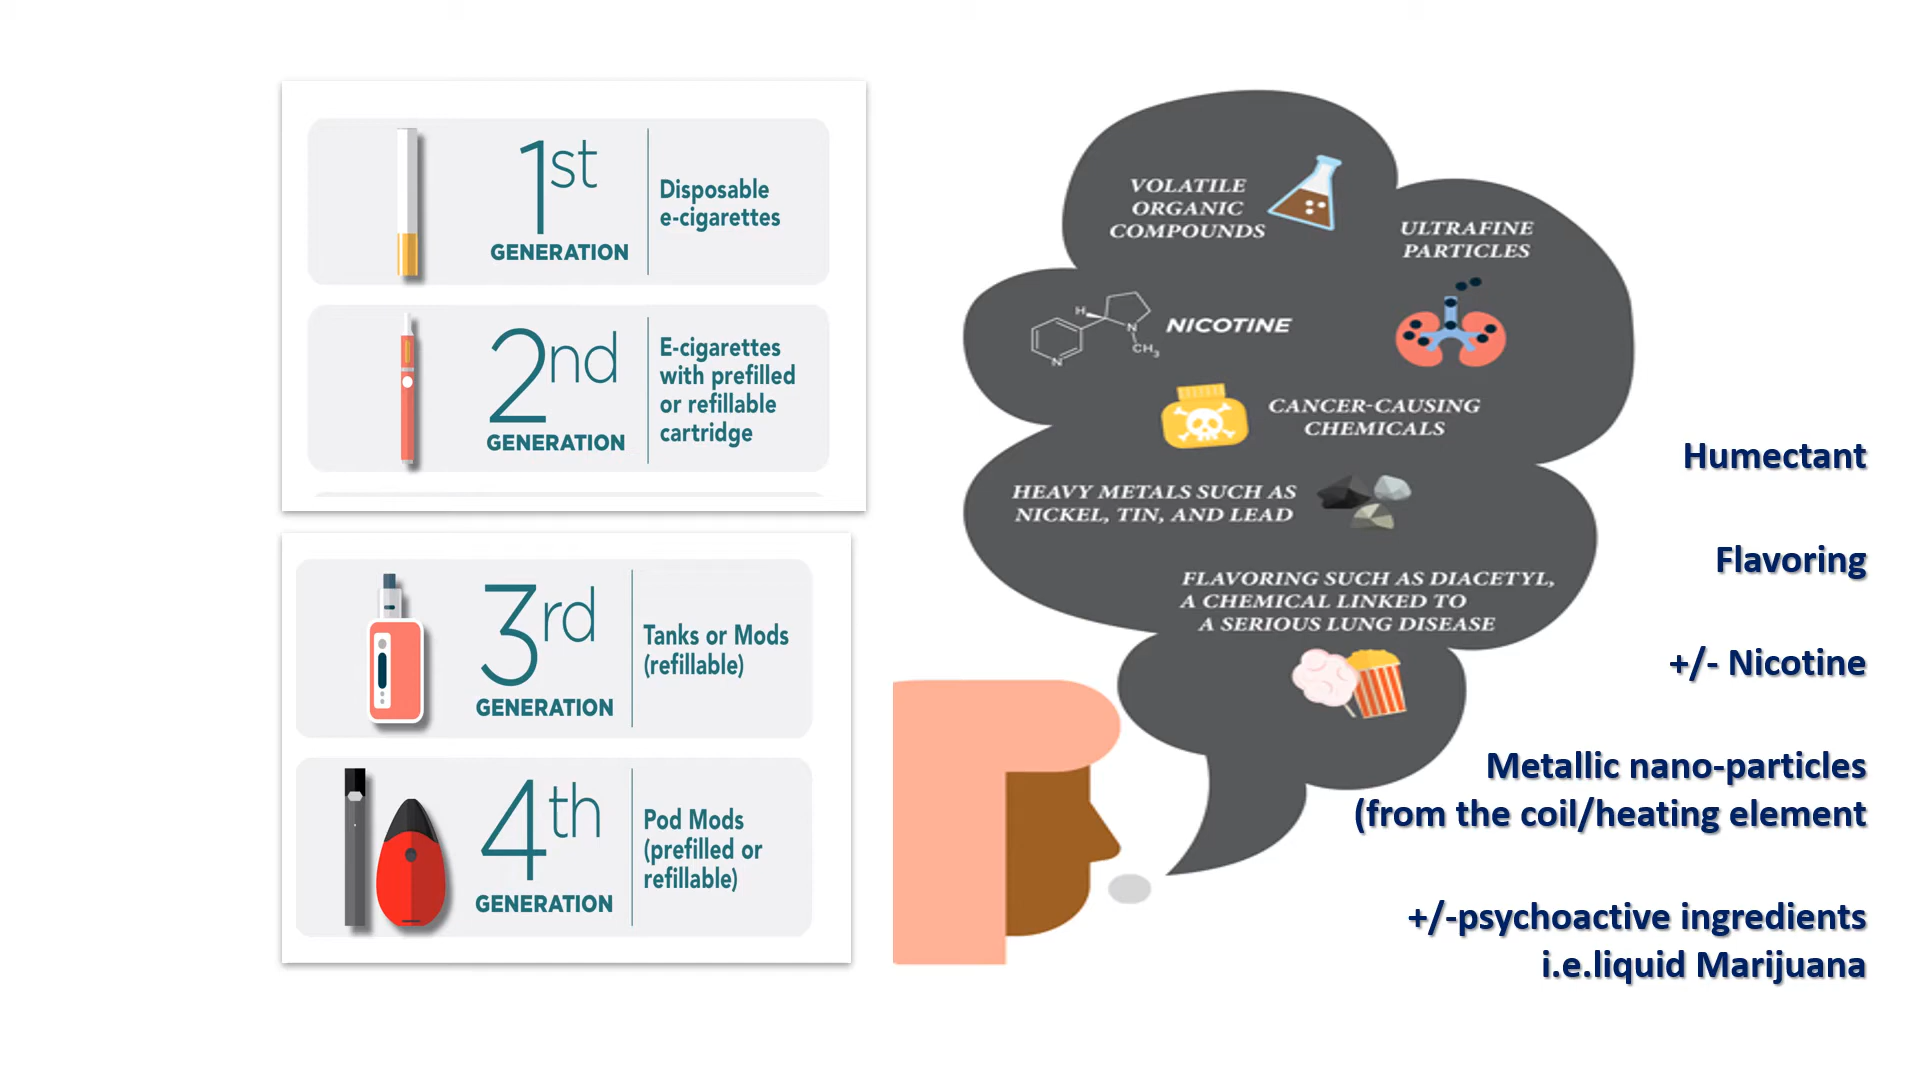 1st
GENERATION
Disposable
e-cigarettes
2nd
GENERATION
E-cigarettes
with prefilled
or refillable
cartridge
3rd
GENERATION
Tanks or Mods
(refillable)
4th
GENERATION
Pod Mods
(prefilled or
refillable)
VOLATILE
ORGANIC
COMPOUNDS
ULTRAFINE
PARTICLES
H
N
CH3
N
NICOTINE
CANCER-CAUSING
CHEMICALS
HEAVY METALS SUCH AS
NICKEL, TIN, AND LEAD
FLAVORING SUCH AS DIACETYL,
A CHEMICAL LINKED TO
A SERIOUS LUNG DISEASE
Humectant
Flavoring
+/- Nicotine
Metallic nano-particles
(from the coil/heating element
+/-psychoactive ingredients
i.e.liquid Marijuana